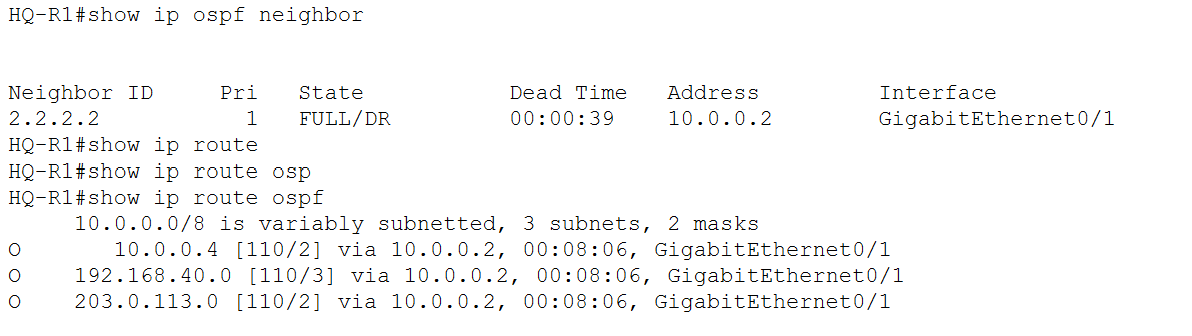 HQ-R1#show ip ospf neighbor
Neighbor ID     Pri   State           Dead Time   Address         Interface
2.2.2.2           1   FULL/DR         00:00:39    10.0.0.2        GigabitEthernet0/1
HQ-R1#show ip route
HQ-R1#show ip route osp
HQ-R1#show ip route ospf
     10.0.0.0/8 is variably subnetted, 3 subnets, 2 masks
O       10.0.0.4 [110/2] via 10.0.0.2, 00:08:06, GigabitEthernet0/1
O    192.168.40.0 [110/3] via 10.0.0.2, 00:08:06, GigabitEthernet0/1
O    203.0.113.0 [110/2] via 10.0.0.2, 00:08:06, GigabitEthernet0/1